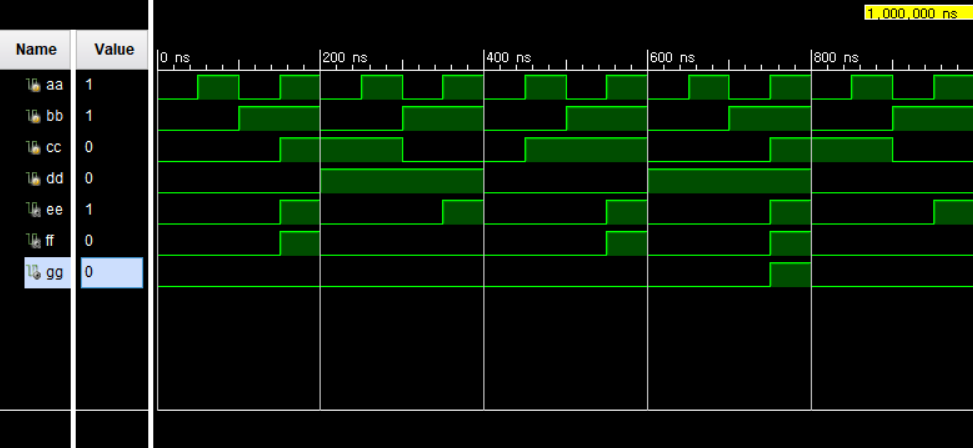 1,000,000 ns
Name Value
0 ns 200 ns 400 ns 600 ns 800 ns
aa 1
bb 1
cc 0
dd 0
ee 1
ff 0
gg 0